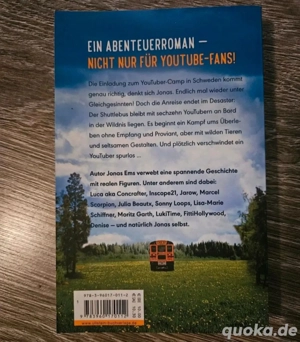 EIN ABENTEUERROMAN –
NICHT NUR FÜR YOUTUBE-FANS!
Die Einladung zum YouTuber-Camp in Schweden kommt
genau richtig, denkt sich Jonas. Endlich mal wieder unter
Gleichgesinnten! Doch die Anreise endet im Desaster:
Der Shuttlebus bleibt mit sechzehn YouTubern an Bord
in der Wildnis liegen. Es beginnt ein Kampf ums Überle-
ben ohne Empfang und Proviant, aber mit wilden Tieren
und seltsamen Gestalten. Und plötzlich verschwindet ein
YouTuber spurlos ...
Autor Jonas Ems verwebt eine spannende Geschichte
mit realen Figuren. Unter anderem sind dabei:
Luca aka Concrafter, Inscope21, Jarow, Marcel
Scorpion, Julia Beautx, Sonny Loops, Lisa-Marie
Schiffner, Moritz Garth, LukiTime, FittiHollywood,
Denise – und natürlich Jonas selbst.
quoka.de